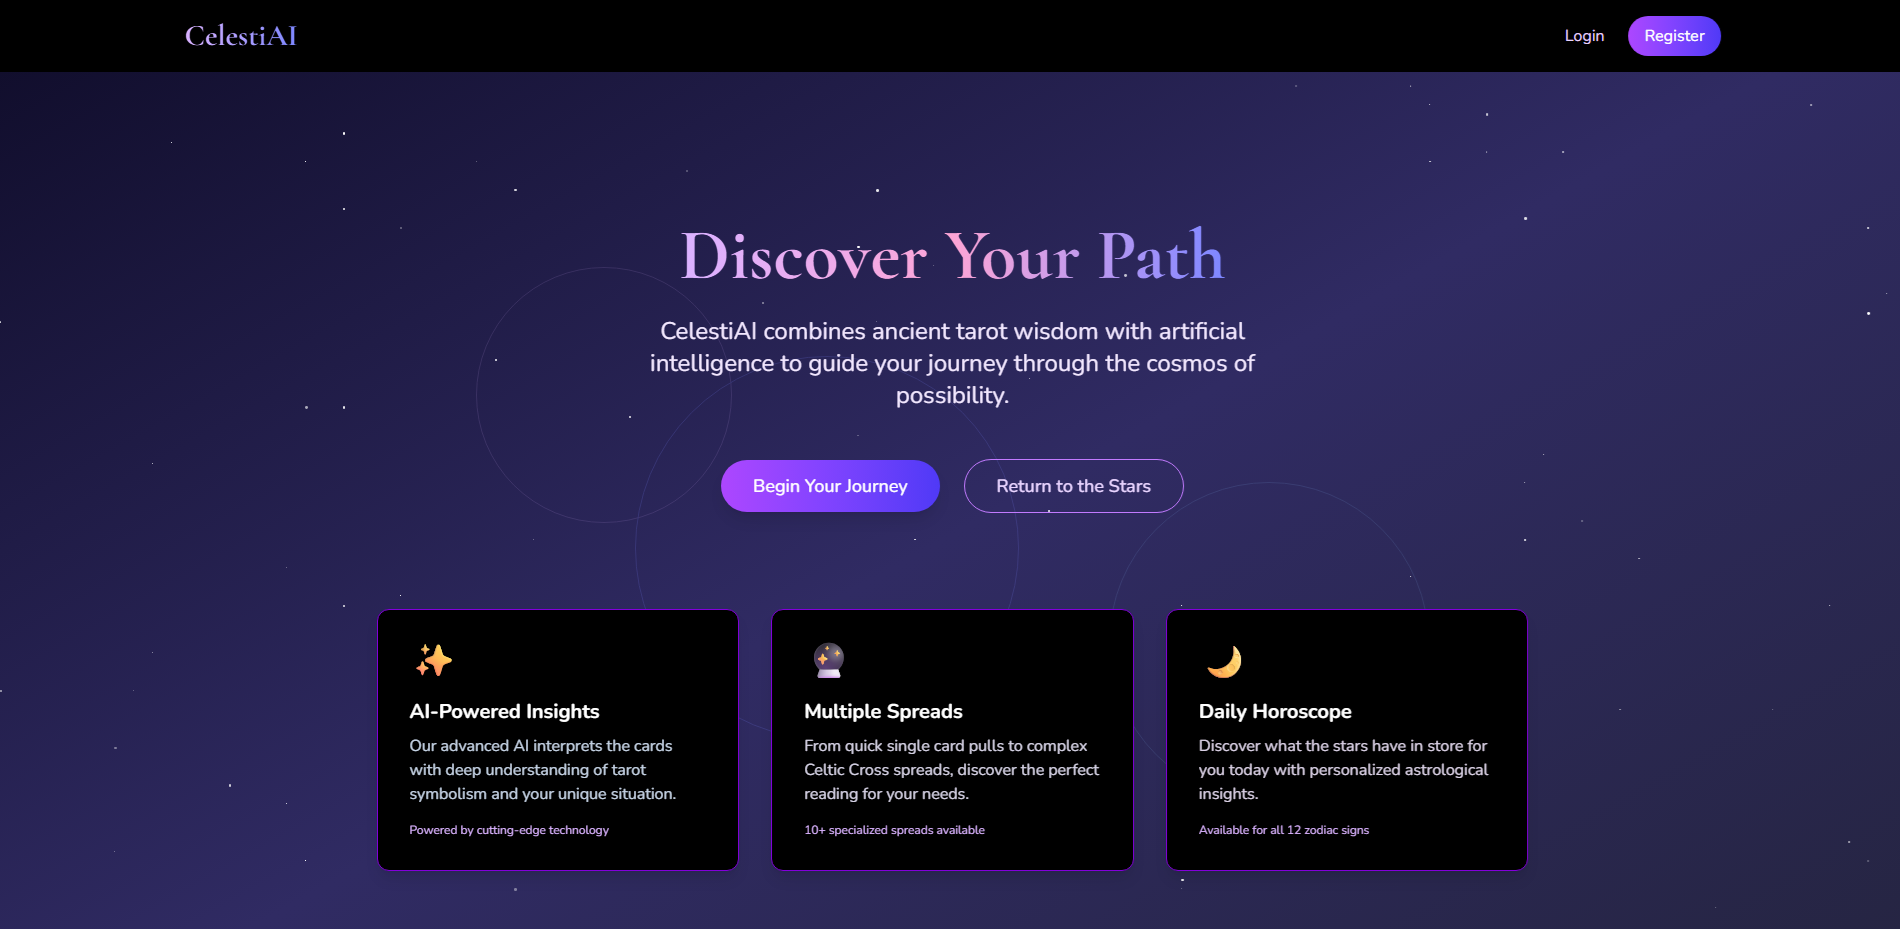 CelestiAI
Login
Register
Discover Your Path
CelestiAI combines ancient tarot wisdom with artificial
intelligence to guide your journey through the cosmos of
possibility.
Begin Your Journey
Return to the Stars
AI-Powered Insights
Our advanced AI interprets the cards
with deep understanding of tarot
symbolism and your unique situation.
Powered by cutting-edge technology
Multiple Spreads
From quick single card pulls to complex
Celtic Cross spreads, discover the perfect
reading for your needs.
10+ specialized spreads available
Daily Horoscope
Discover what the stars have in store for
you today with personalized astrological
insights.
Available for all 12 zodiac signs